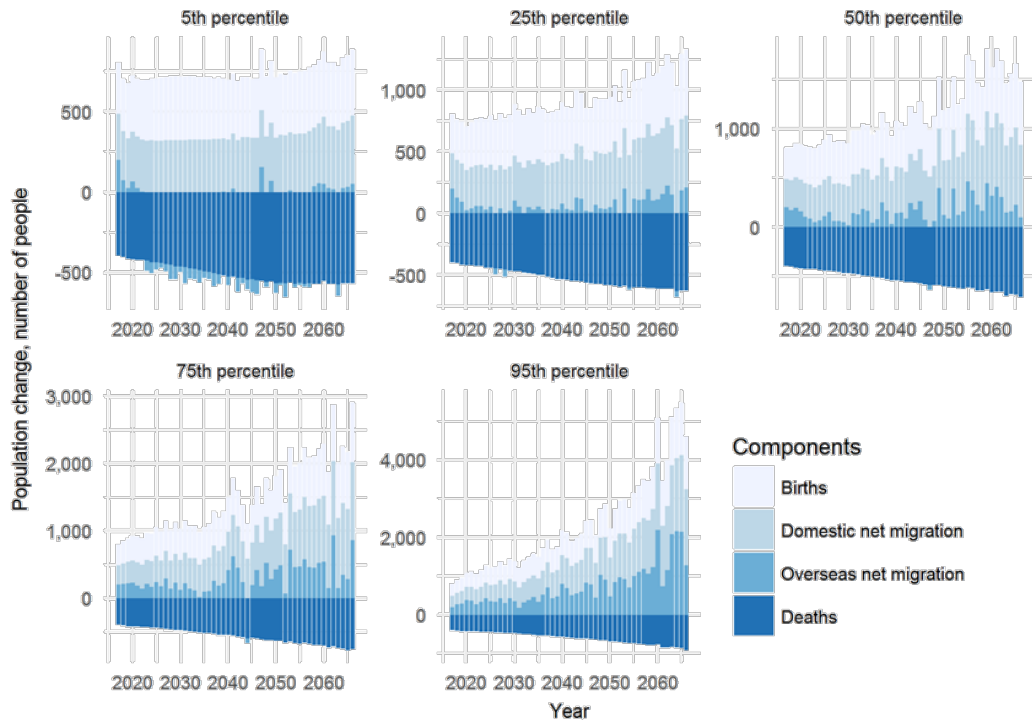 5th percentile
25th percentile
50th percentile
500
0
-500
1,000
500
0
-500
1,000
0
2020 2030 2040 2050 2060
2020 2030 2040 2050 2060
2020 2030 2040 2050 2060
75th percentile
95th percentile
3,000
2,000
1,000
0
4,000
2,000
0
2020 2030 2040 2050 2060
2020 2030 2040 2050 2060
Population change, number of people
Year
Components
Births
Domestic net migration
Overseas net migration
Deaths